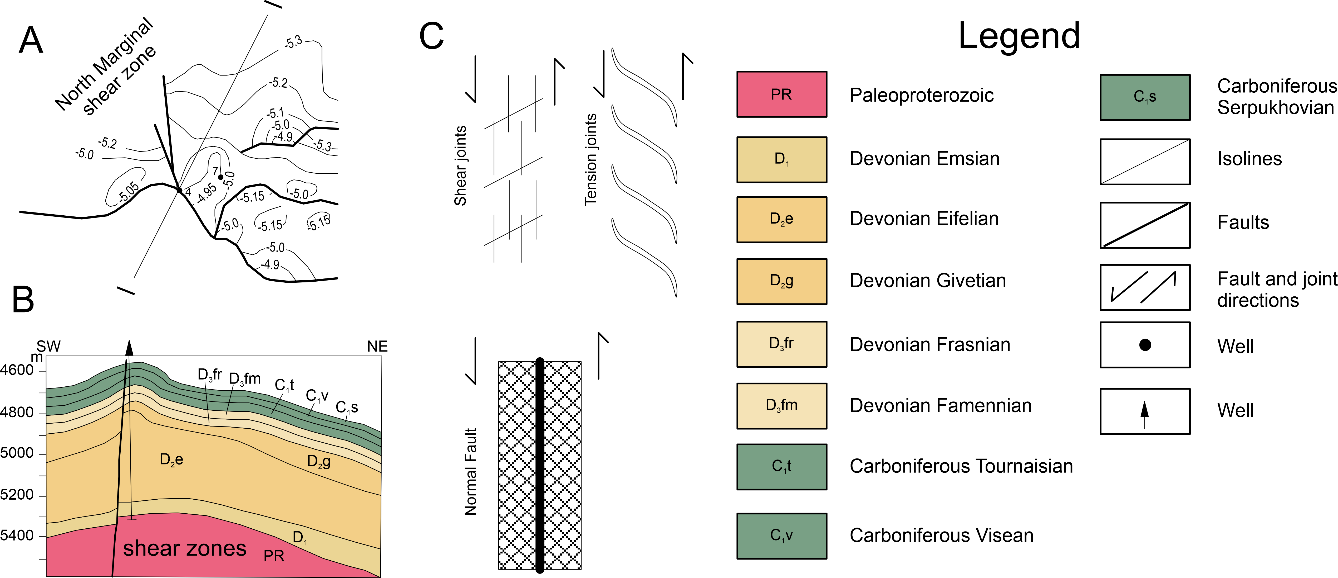 A
North Marginal
shear zone
-5.3
-5.2
-5.1
-5.0
-4.9
-5.3
-5.2
-5.0
-5.05
7
4
-4.95
-5.0
-5.15
-5.0
-5.0
-5.15
-5.15
-5.0
-4.9
B
SW
NE
m
4600
4800
5000
5200
5400
D₃fr
D₃fm
C₁t
C₁v
C₁s
D₂e
D₂g
D₁
shear zones
PR
C
Shear joints
Tension joints
Normal Fault
Legend
PR
Paleoproterozoic
D₁
Devonian Emsian
D₂e
Devonian Eifelian
D₂g
Devonian Givetian
D₃fr
Devonian Frasnian
D₃fm
Devonian Famennian
C₁t
Carboniferous Tournaisian
C₁v
Carboniferous Visean
C₁s
Carboniferous
Serpukhovian
Isolines
Faults
Fault and joint
directions
Well
Well